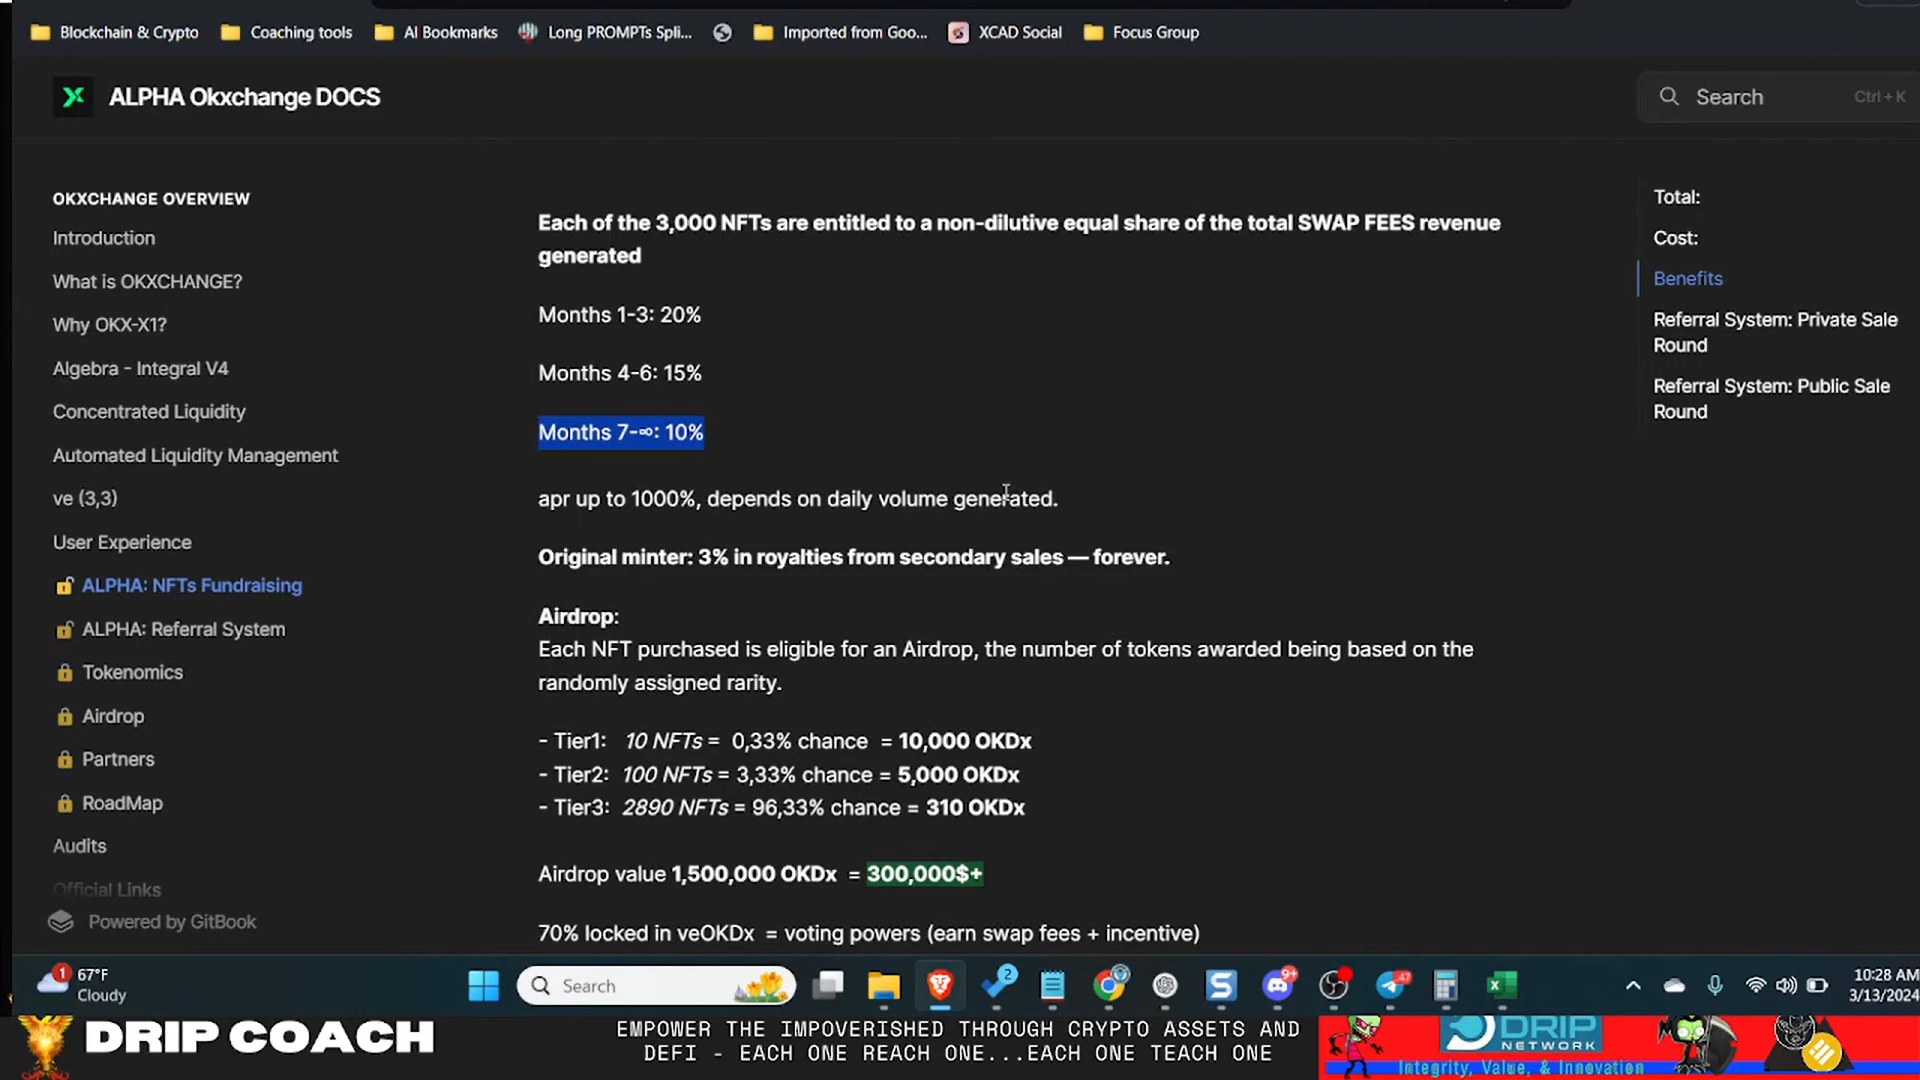 Blockchain & Crypto
Coaching tools
AI Bookmarks
Long PROMPTs Spli...
Imported from Goo...
XCAD Social
Focus Group
ALPHA Okxchange DOCS
Search
Ctrl + K
OKXCHANGE OVERVIEW
Introduction
What is OKXCHANGE?
Why OKX-X1?
Algebra - Integral V4
Concentrated Liquidity
Automated Liquidity Management
ve (3,3)
User Experience
ALPHA: NFTs Fundraising
ALPHA: Referral System
Tokenomics
Airdrop
Partners
RoadMap
Audits
Official Links
Powered by GitBook
Each of the 3,000 NFTs are entitled to a non-dilutive equal share of the total SWAP FEES revenue
generated
Months 1-3: 20%
Months 4-6: 15%
Months 7-∞: 10%
apr up to 1000%, depends on daily volume generated.
Original minter: 3% in royalties from secondary sales — forever.
Airdrop:
Each NFT purchased is eligible for an Airdrop, the number of tokens awarded being based on the
randomly assigned rarity.
- Tier1: 10 NFTs = 0,33% chance = 10,000 OKDx
- Tier2: 100 NFTs = 3,33% chance = 5,000 OKDx
- Tier3: 2890 NFTs = 96,33% chance = 310 OKDx
Airdrop value 1,500,000 OKDx = 300,000$+
70% locked in veOKDx = voting powers (earn swap fees + incentive)
Total:
Cost:
Benefits
Referral System: Private Sale
Round
Referral System: Public Sale
Round
1
67°F
Cloudy
Search
2
9+
47
10:28 AM
3/13/2024
DRIP COACH
EMPOWER THE IMPOVERISHED THROUGH CRYPTO ASSETS AND
DEFI - EACH ONE REACH ONE...EACH ONE TEACH ONE
DRIP
NETWORK
Integrity, Value, & Innovation